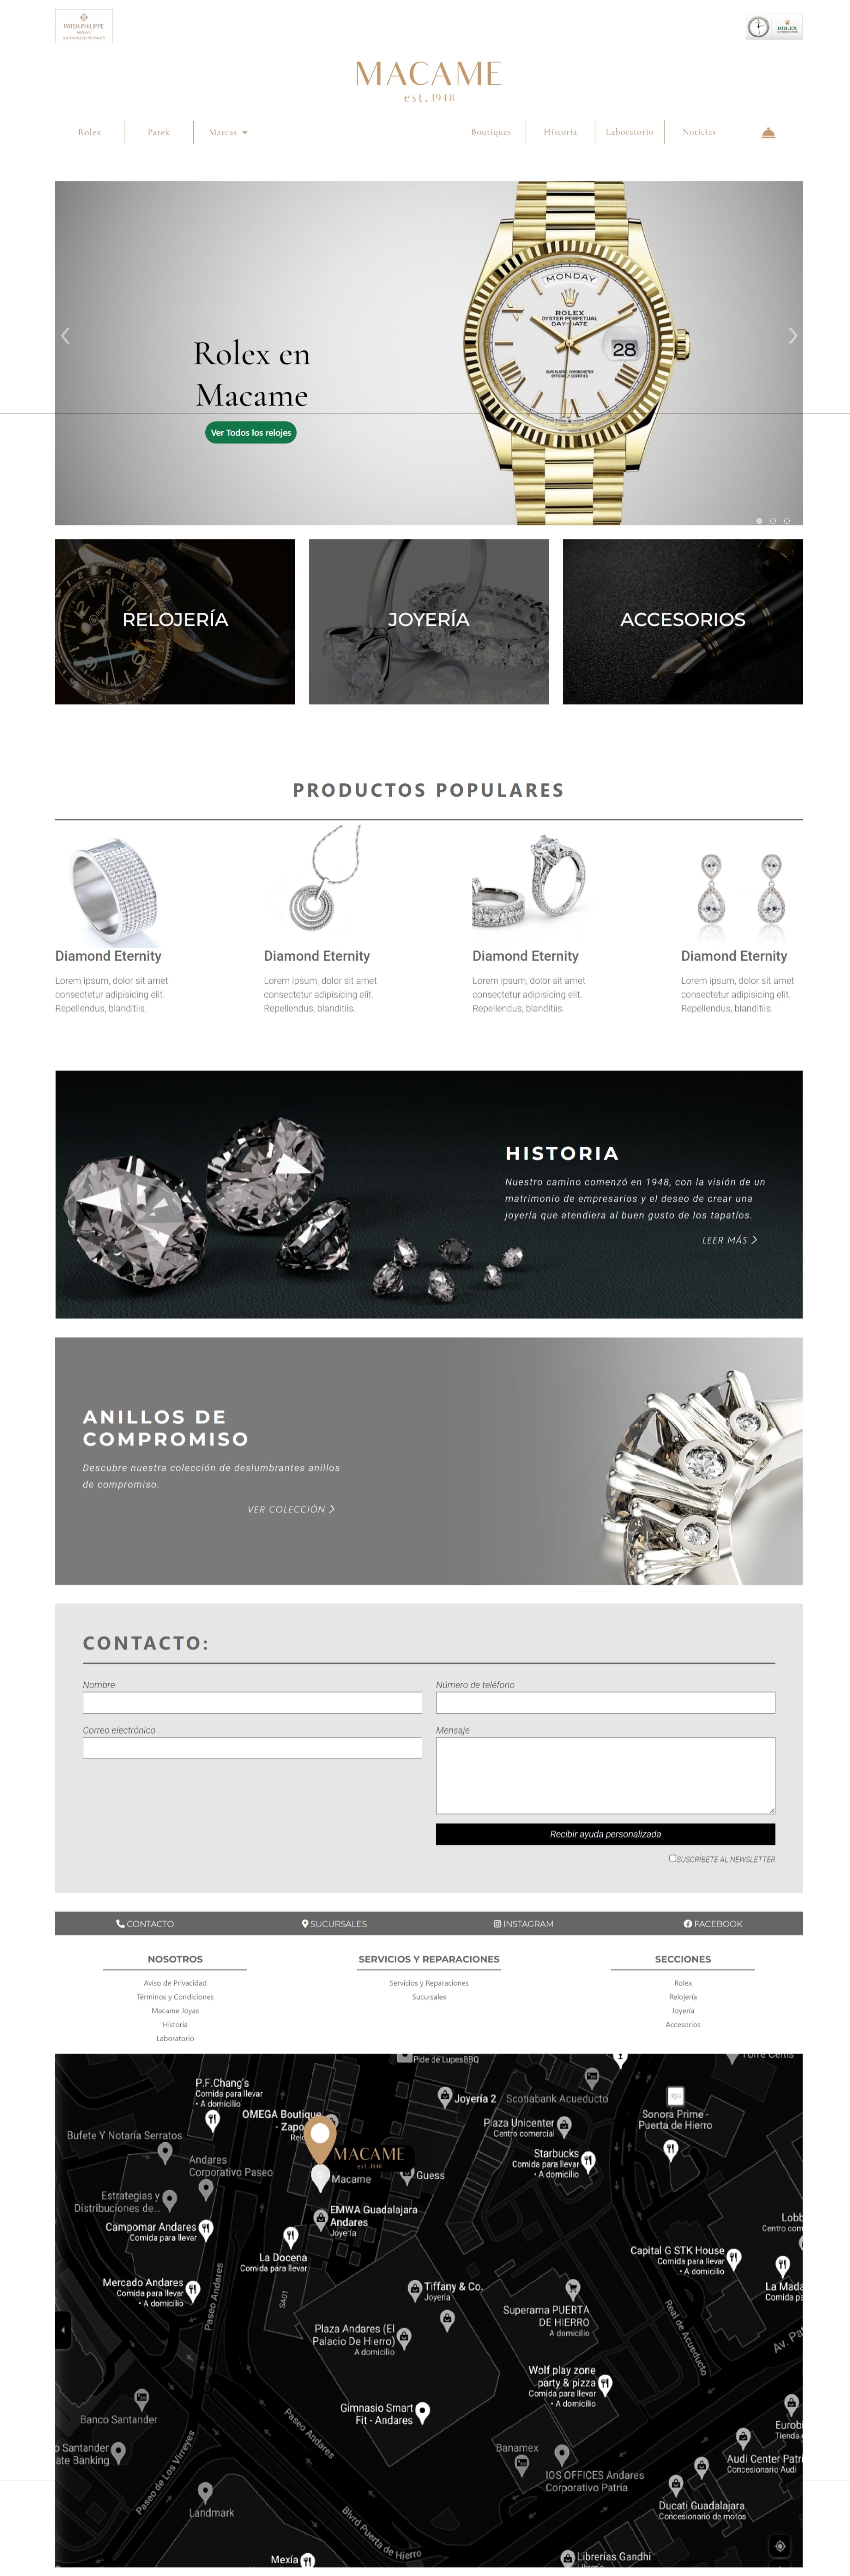 PATEK PHILIPPE
GENEVE
AUTHORIZED RETAILER
ROLEX
MACAME
est.1948
Rolex
Patek
Marcas
Boutiques
Historia
Laboratorio
Noticias
MONDAY
ROLEX
OYSTER PERPETUAL
DAY-DATE
28
SUPERLATIVE CHRONOMETER
OFFICIALLY CERTIFIED
Rolex en
Macame
Ver Todos los relojes
RELOJERÍA
JOYERÍA
ACCESORIOS
PRODUCTOS POPULARES
Diamond Eternity
Lorem ipsum, dolor sit amet
consectetur adipisicing elit.
Repellendus, blanditiis.
Diamond Eternity
Lorem ipsum, dolor sit amet
consectetur adipisicing elit.
Repellendus, blanditiis.
Diamond Eternity
Lorem ipsum, dolor sit amet
consectetur adipisicing elit.
Repellendus, blanditiis.
Diamond Eternity
Lorem ipsum, dolor sit amet
consectetur adipisicing elit.
Repellendus, blanditiis.
HISTORIA
Nuestro camino comenzó en 1948, con la visión de un
matrimonio de empresarios y el deseo de crear una
joyería que atendiera al buen gusto de los tapatíos.
LEER MÁS
ANILLOS DE
COMPROMISO
Descubre nuestra colección de deslumbrantes anillos
de compromiso.
VER COLECCIÓN
CONTACTO:
Nombre
Número de teléfono
Correo electrónico
Mensaje
Recibir ayuda personalizada
SUSCRÍBETE AL NEWSLETTER
CONTACTO
SUCURSALES
INSTAGRAM
FACEBOOK
NOSOTROS
Aviso de Privacidad
Términos y Condiciones
Macame Joyas
Historia
Laboratorio
SERVICIOS Y REPARACIONES
Servicios y Reparaciones
Sucursales
SECCIONES
Rolex
Relojería
Joyería
Accesorios
Pide de LupesBBQ
Torre Celtis
P.F.Chang's
Comida para llevar
• A domicilio
Joyería 2
Scotiabank Acueducto
OMEGA Boutique
- Zapo
Relo
Plaza Unicenter
Centro comercial
Sonora Prime -
Puerta de Hierro
Bufete Y Notaría Serratos
MACAME
est.1948
Macame
Guess
Starbucks
Comida para llevar
• A domicilio
Andares
Corporativo Paseo
Estrategias y
Distribuciones de...
EMWA Guadalajara
Andares
Joyería
Campomar Andares
Comida para llevar
Lobb
Centro com
La Docena
Comida para llevar
Capital G STK House
Comida para llevar
• A domicilio
Mercado Andares
Comida para llevar
• A domicilio
Paseo Andares
SA01
Tiffany & Co.
Joyería
La Mada
Comida pa
Superama PUERTA
DE HIERRO
A domicilio
Real de Acueducto
Plaza Andares (El
Palacio De Hierro)
A domicilio
Av. Pa
Wolf play zone
party & pizza
Comida para llevar
• A domicilio
Banco Santander
Gimnasio Smart
Fit - Andares
Paseo Andares
Eurobi
Tienda
o Santander
ate Banking
Paseo de Los Virreyes
Banamex
IOS OFFICES Andares
Corporativo Patria
Audi Center Patri
Concesionario Audi
Landmark
Ducati Guadalajara
Concesionario de motos
Blvrd Puerta de Hierro
Mexía
Librerías Gandhi
Librería